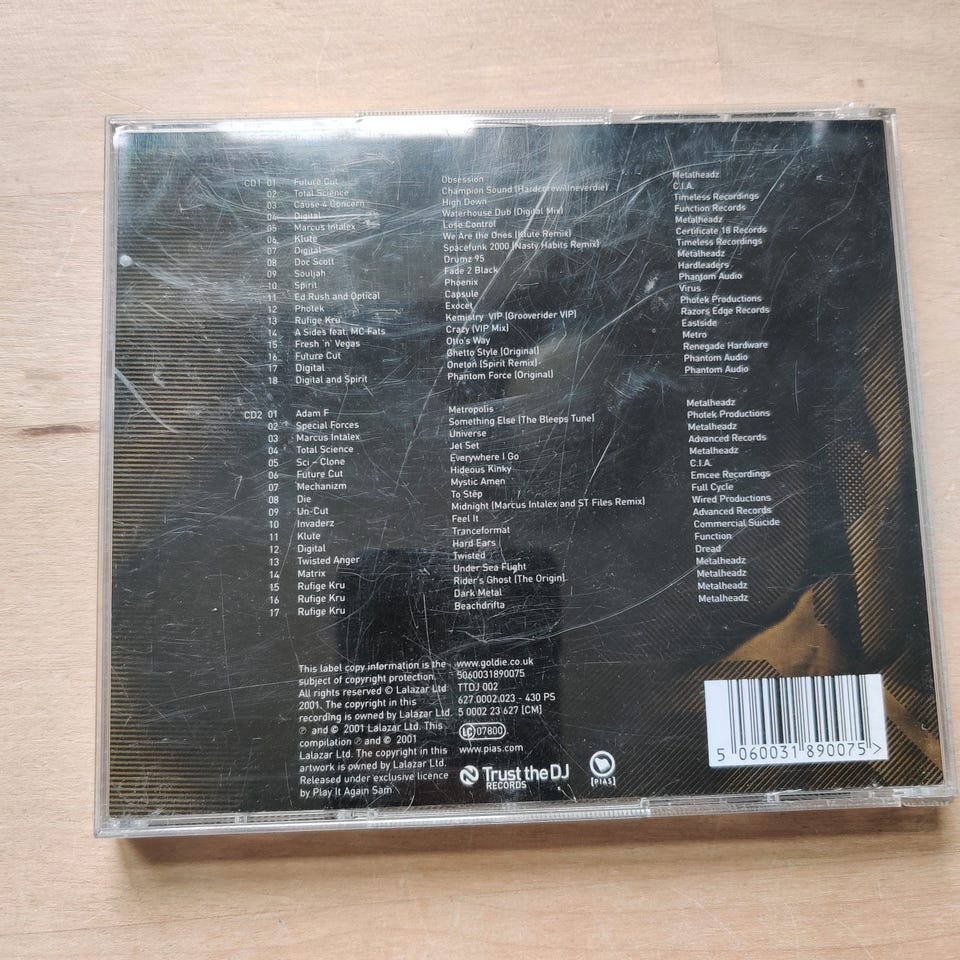 CD1 01 Future Cut Obsession Metalheadz
02 Total Science Champion Sound (Hardcorewillneverdie) C.I.A.
03 Cause 4 Concern High Down Timeless Recordings
04 Digital Waterhouse Dub (Digital Mix) Function Records
05 Marcus Intalex Lose Control Metalheadz
06 Klute We Are the Ones (Klute Remix) Certificate 18 Records
07 Digital Spacefunk 2000 (Nasty Habits Remix) Timeless Recordings
08 Doc Scott Drumz 95 Metalheadz
09 Souljah Fade 2 Black Hardleaders
10 Spirit Phoenix Phantom Audio
11 Ed Rush and Optical Capsule Virus
12 Photek Exocet Photek Productions
13 Rufige Kru Kemistry VIP (Grooverider VIP) Razors Edge Records
14 A Sides feat. MC Fats Crazy (VIP Mix) Eastside
15 Fresh 'n' Vegas Otto's Way Metro
16 Future Cut Ghetto Style (Original) Renegade Hardware
17 Digital Oneton (Spirit Remix) Phantom Audio
18 Digital and Spirit Phantom Force (Original) Phantom Audio
CD2 01 Adam F Metropolis Metalheadz
02 Special Forces Something Else (The Bleeps Tune) Photek Productions
03 Marcus Intalex Universe Metalheadz
04 Total Science Jet Set Advanced Records
05 Sci – Clone Everywhere I Go Metalheadz
06 Future Cut Hideous Kinky C.I.A.
07 Mechanizm Mystic Amen Emcee Recordings
08 Die To Step Full Cycle
09 Un-Cut Midnight (Marcus Intalex and ST Files Remix) Wired Productions
10 Invaderz Feel It Advanced Records
11 Klute Tranceformat Commercial Suicide
12 Digital Hard Ears Function
13 Twisted Anger Twisted Dread
14 Matrix Under Sea Flight Metalheadz
15 Rufige Kru Rider's Ghost (The Origin) Metalheadz
16 Rufige Kru Dark Metal Metalheadz
17 Rufige Kru Beachdrifta Metalheadz
This label copy information is the
subject of copyright protection.
All rights reserved © Lalazar Ltd
2001. The copyright in this
recording is owned by Lalazar Ltd.
℗ and © 2001 Lalazar Ltd. This
compilation ℗ and © 2001
Lalazar Ltd. The copyright in this
artwork is owned by Lalazar Ltd.
Released under exclusive licence
by Play It Again Sam.
www.goldie.co.uk
5060031890075
TTDJ 002
627.0002.023 - 430 PS
5 0002 23 627 [CM]
LC 07800
www.pias.com
Trust the DJ
RECORDS
[PIAS]
5 060031 890075 >